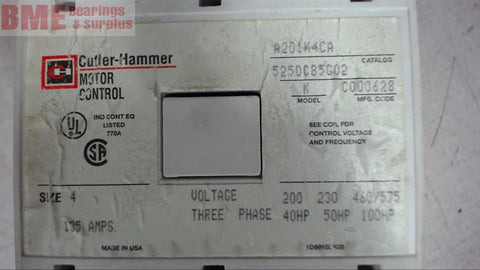 BME Bearings
& SURPLUS
Cutler-Hammer
MOTOR
CONTROL
A201K4CA
CATALOG
5250C85G02
K C000628
MODEL MFG. CODE
UL
IND CONT EQ
LISTED
770A
SA
SEE COIL FOR
CONTROL VOLTAGE
AND FREQUENCY
SIZE 4
VOLTAGE 200 230 460/575
THREE PHASE 40HP 50HP 100HP
135 AMPS.
MADE IN USA